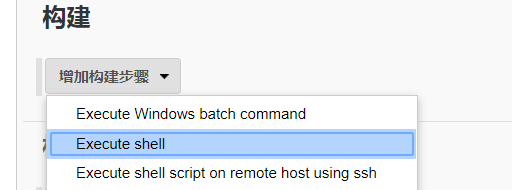 构建
增加构建步骤
Execute Windows batch command
Execute shell
Execute shell script on remote host using ssh